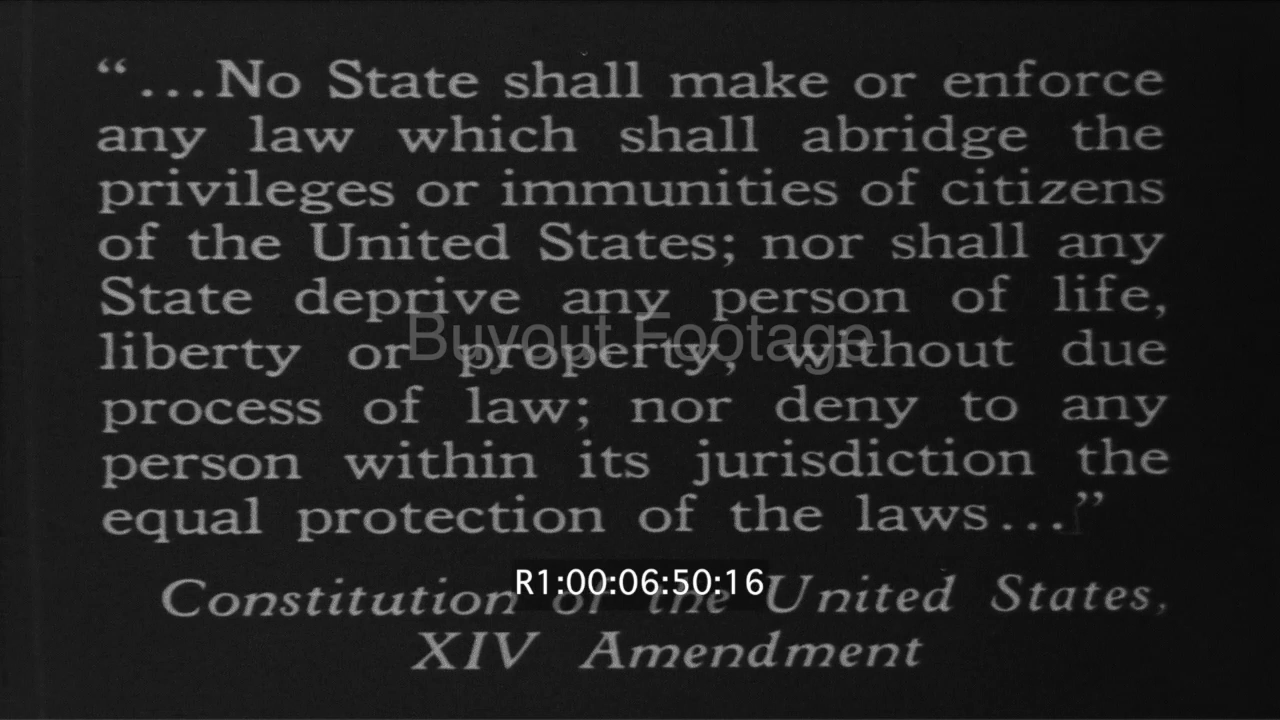 “...No State shall make or enforce
any law which shall abridge the
privileges or immunities of citizens
of the United States; nor shall any
State deprive any person of life,
Buyout Footage
liberty or property, without due
process of law; nor deny to any
person within its jurisdiction the
equal protection of the laws...”
R1:00:06:50:16
Constitution of the United States,
XIV Amendment